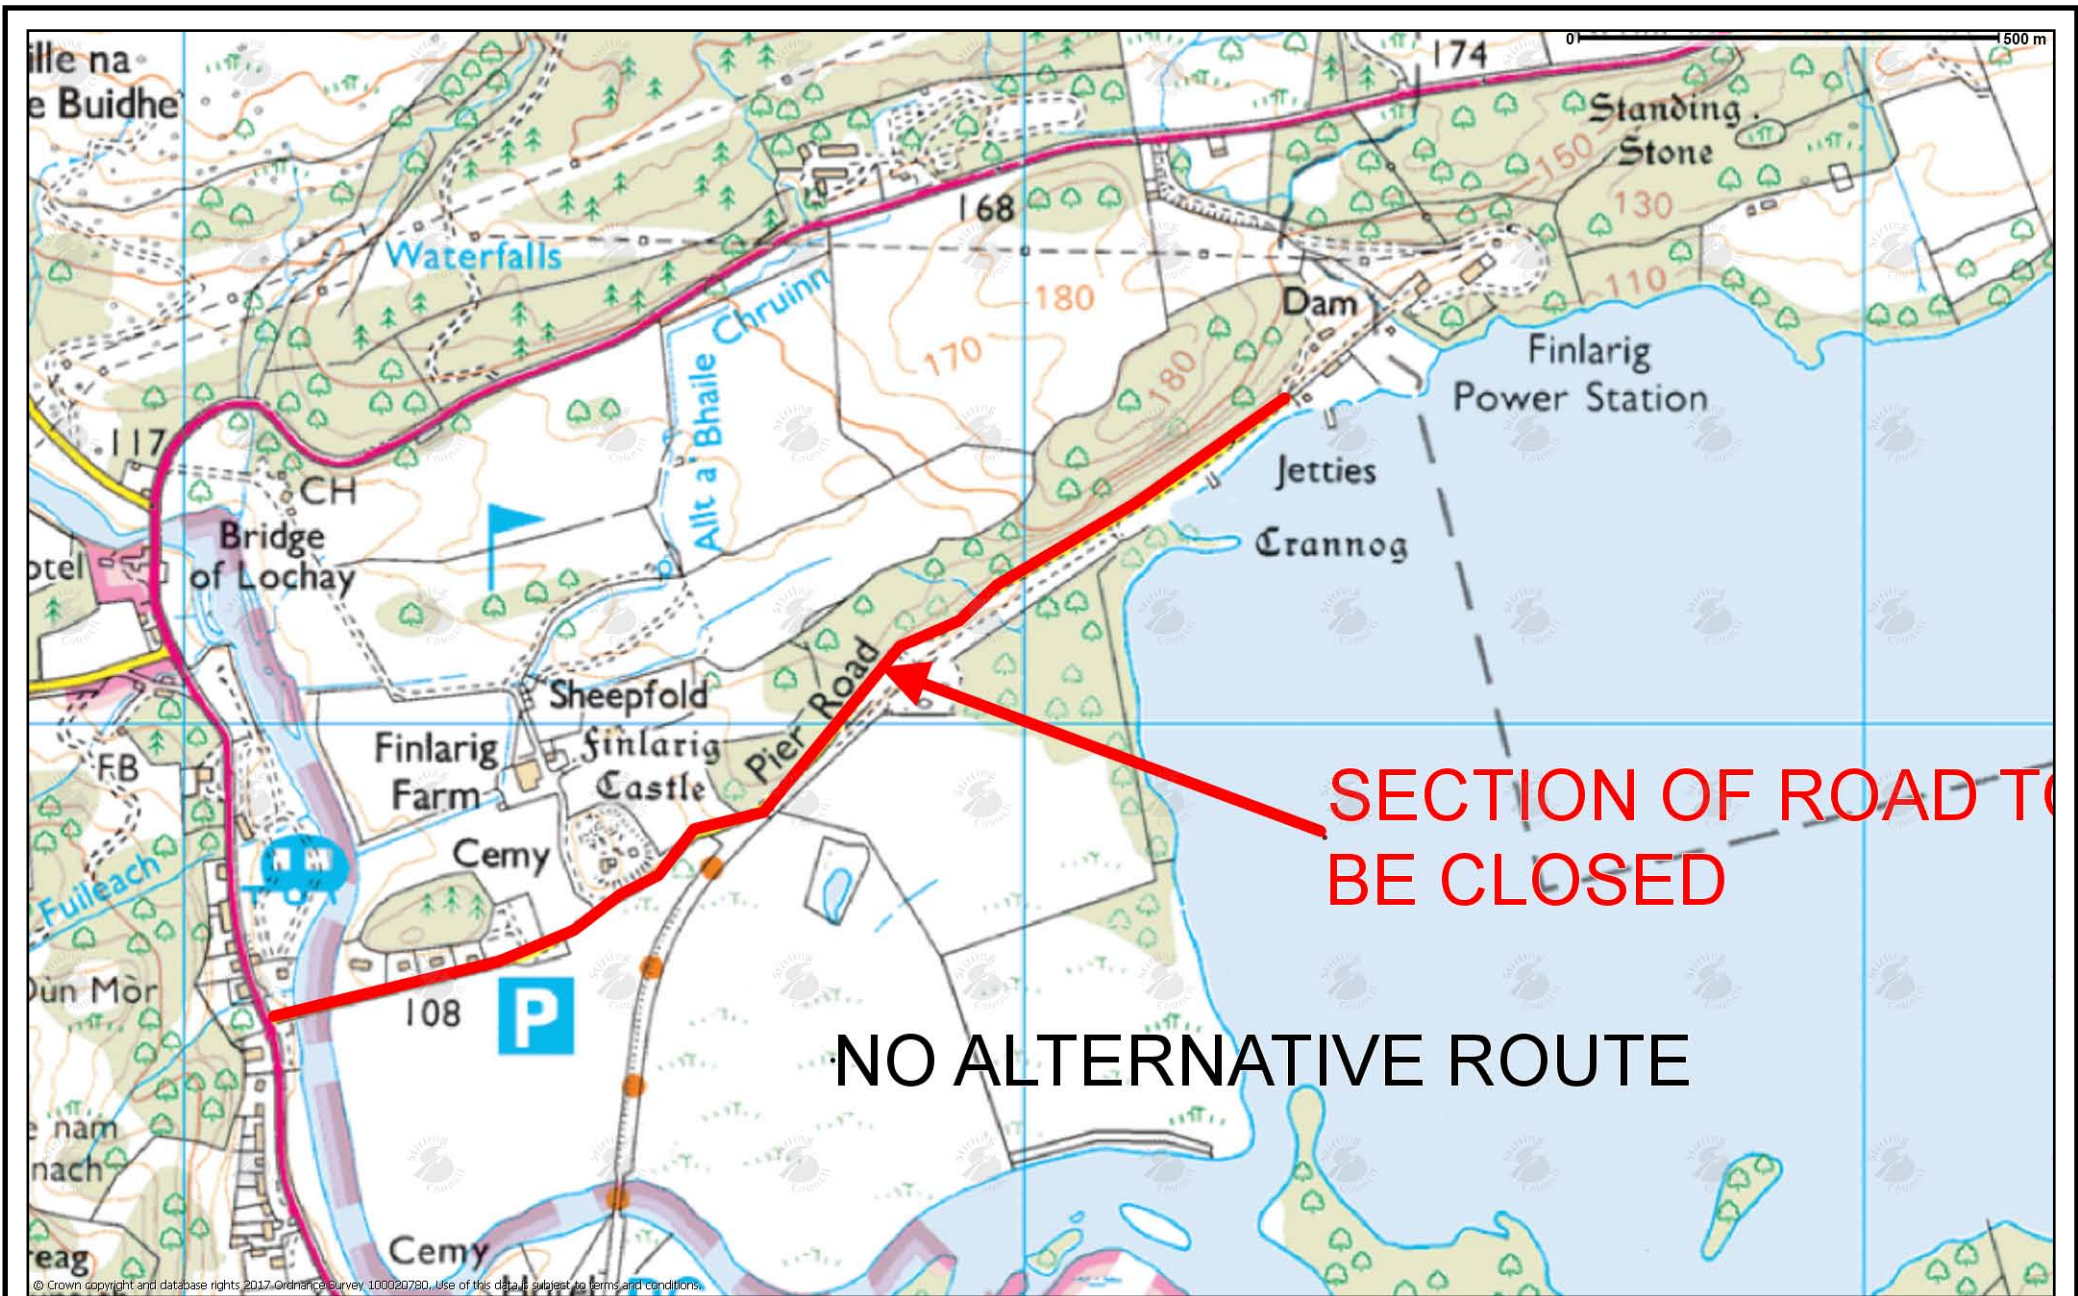 0 500 m
ille na
e Buidhe
174
Standing
Stone
150
130
168
Waterfalls
Allt a' Bhaile Chruinn
180
170
180
110
Dam
Finlarig
Power Station
117
CH
Jetties
Crannog
Bridge
of Lochay
otel
Pier Road
Sheepfold
Finlarig
Farm
Finlarig
Castle
FB
SECTION OF ROAD TO
BE CLOSED
Cemy
Fuileach
Dùn Mòr
108
P
NO ALTERNATIVE ROUTE
e nam
nach
reag
Cemy
© Crown copyright and database rights 2017 Ordnance Survey 100020780. Use of this data is subject to terms and conditions.
Stirling
Council